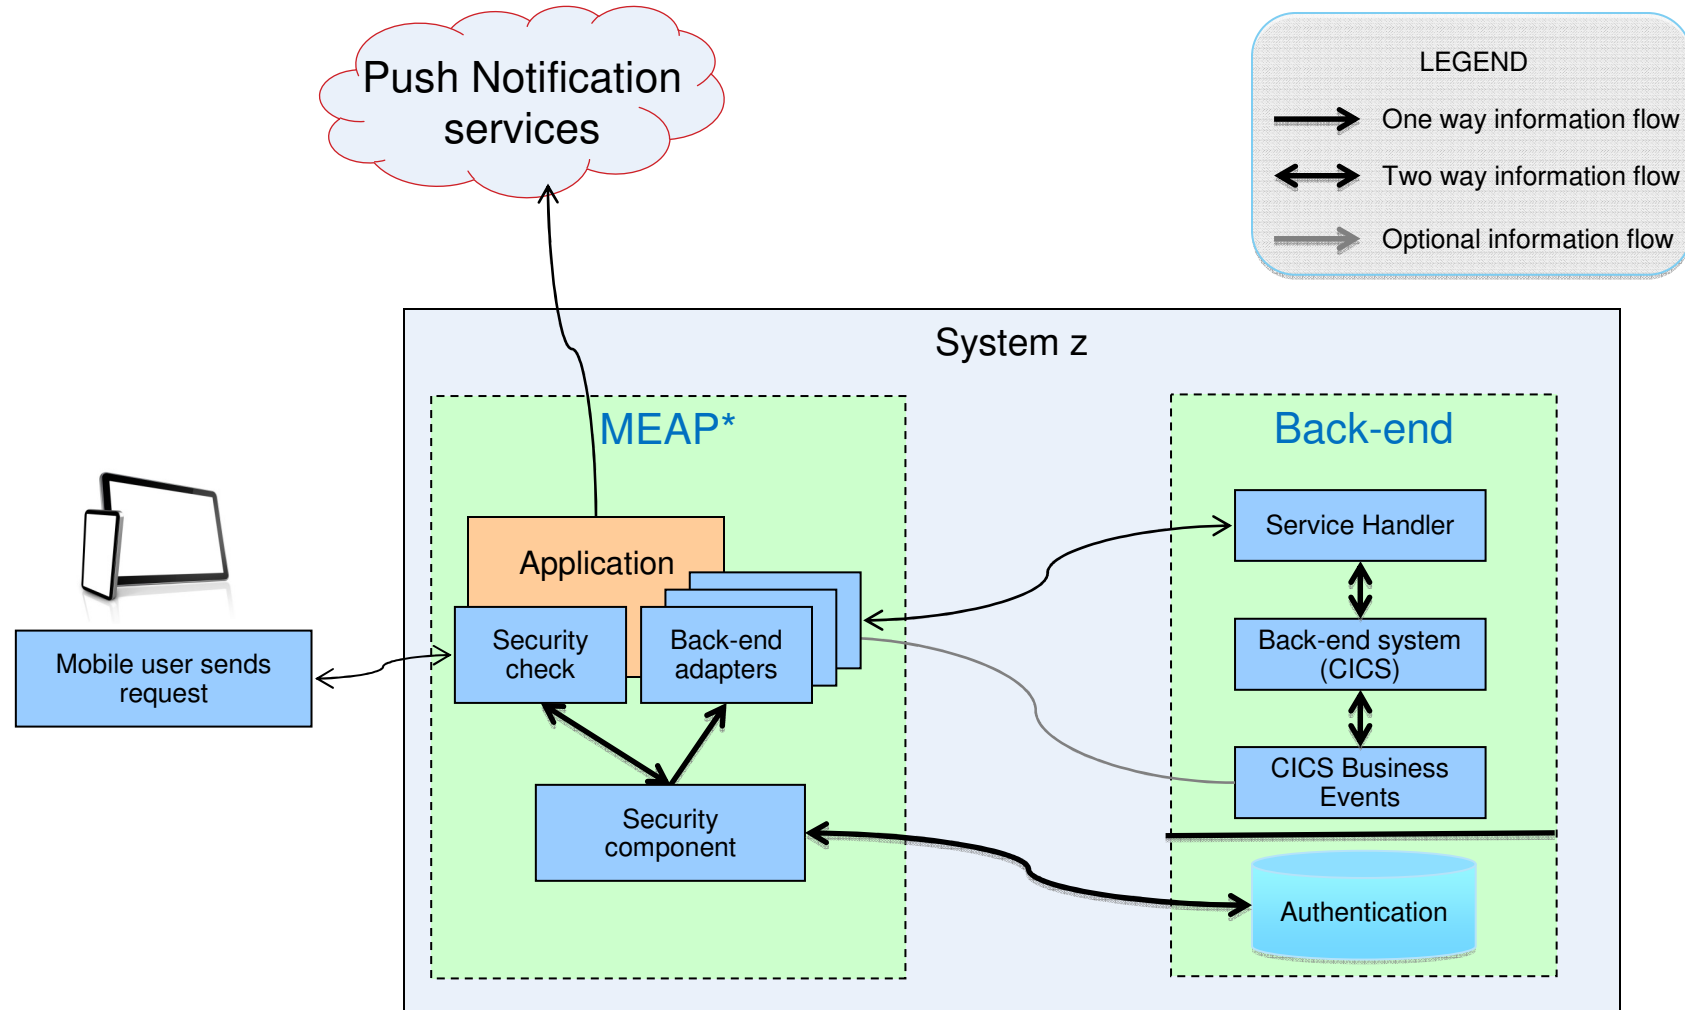 Push Notification
services
LEGEND
One way information flow
Two way information flow
Optional information flow
System z
MEAP*
Back-end
Application
Security
check
Back-end
adapters
Security
component
Mobile user sends
request
Service Handler
Back-end system
(CICS)
CICS Business
Events
Authentication